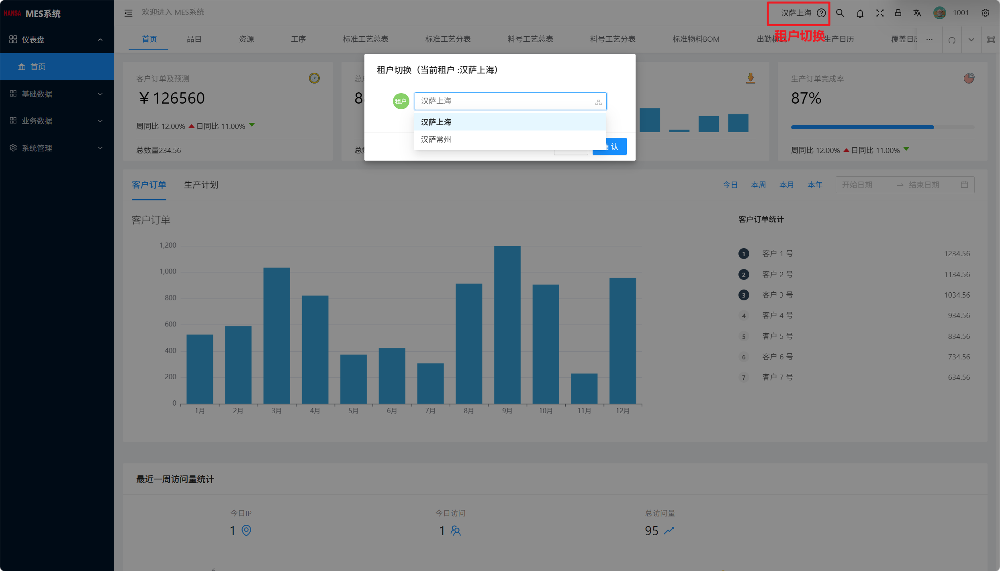 HANSA MES系统
欢迎进入 MES系统
汉萨上海
1001
租户切换
仪表盘
首页
基础数据
业务数据
系统管理
首页 品目 资源 工序 标准工艺总表 标准工艺分表 料号工艺总表 料号工艺分表 标准物料BOM 出勤模 生产日历 覆盖日历 ···
租户切换（当前租户 :汉萨上海）
租户 汉萨上海
汉萨上海
汉萨常州
认
客户订单及预测
¥ 126560
周同比 12.00% 日同比 11.00%
总数量234.56
生产订单完成率
87%
周同比 12.00% 日同比 11.00%
客户订单 生产计划
今日 本周 本月 本年 开始日期 → 结束日期
客户订单
1,200
1,000
800
600
400
200
0
1月 2月 3月 4月 5月 6月 7月 8月 9月 10月 11月 12月
客户订单统计
1 客户 1 号 1234.56
2 客户 2 号 1134.56
3 客户 3 号 1034.56
4 客户 4 号 934.56
5 客户 5 号 834.56
6 客户 6 号 734.56
7 客户 7 号 634.56
最近一周访问量统计
今日IP 今日访问 总访问量
1 1 95